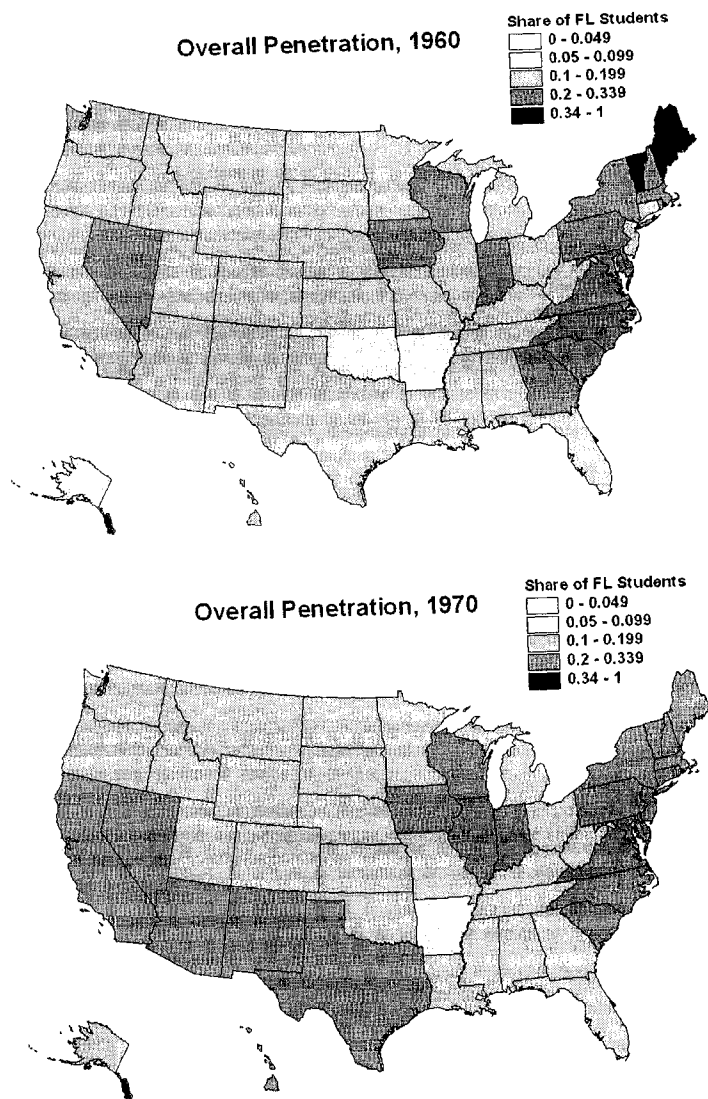 Overall Penetration, 1960
Share of FL Students
0 - 0.049
0.05 - 0.099
0.1 - 0.199
0.2 - 0.339
0.34 - 1
Overall Penetration, 1970
Share of FL Students
0 - 0.049
0.05 - 0.099
0.1 - 0.199
0.2 - 0.339
0.34 - 1